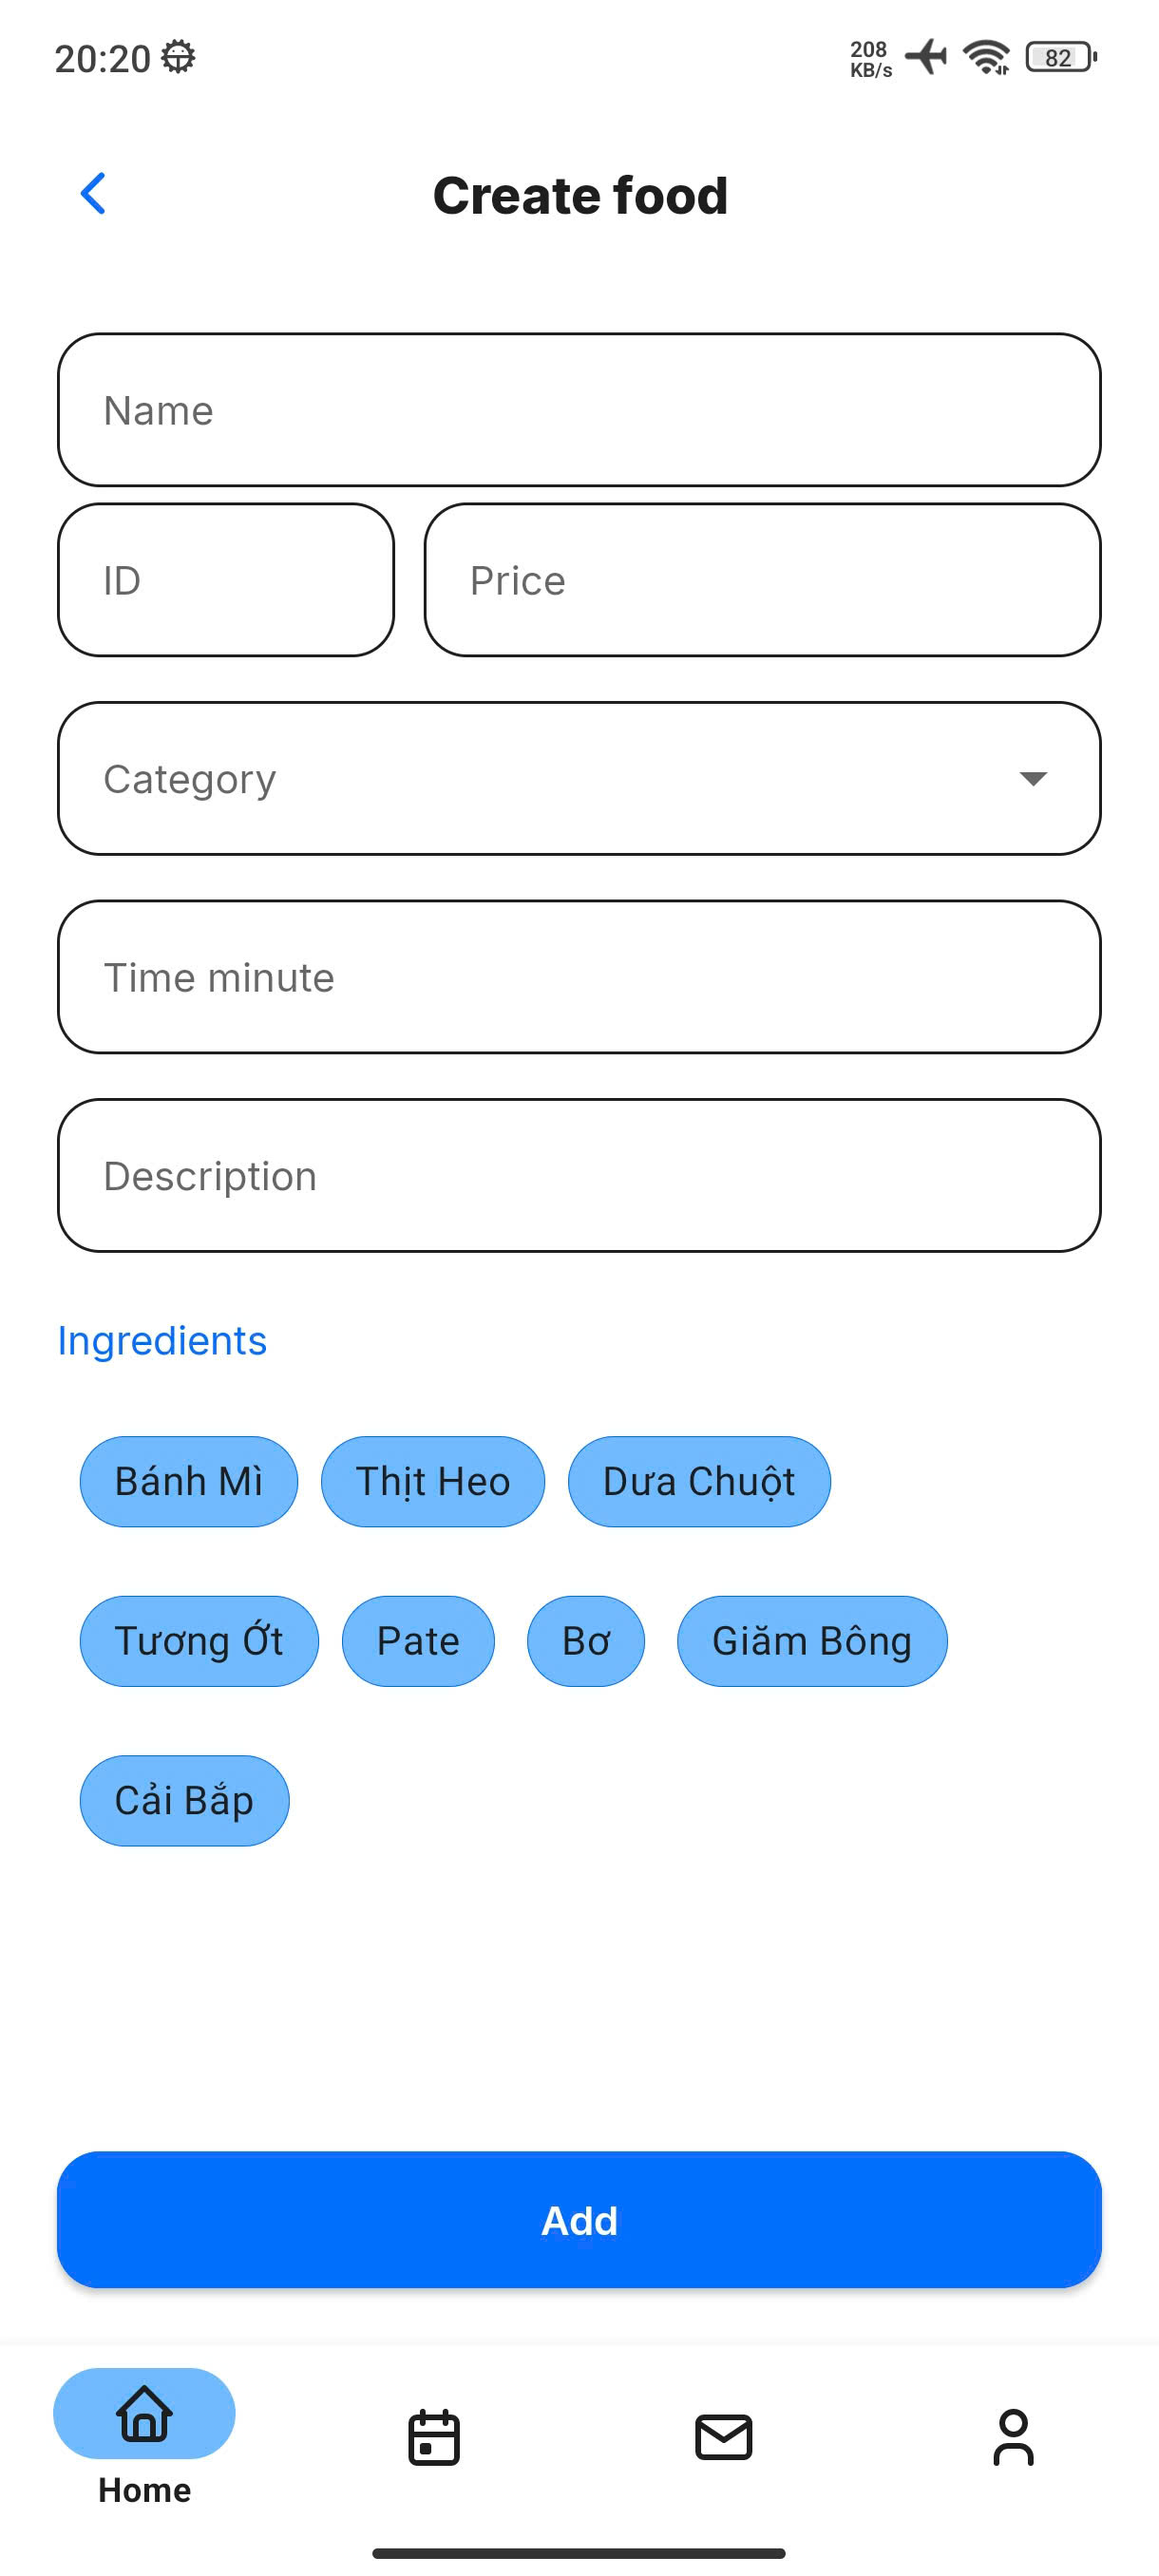 20:20
208
KB/s
82
Create food
Name
ID Price
Category
Time minute
Description
Ingredients
Bánh Mì Thịt Heo Dưa Chuột
Tương Ớt Pate Bơ Giăm Bông
Cải Bắp
Add
Home